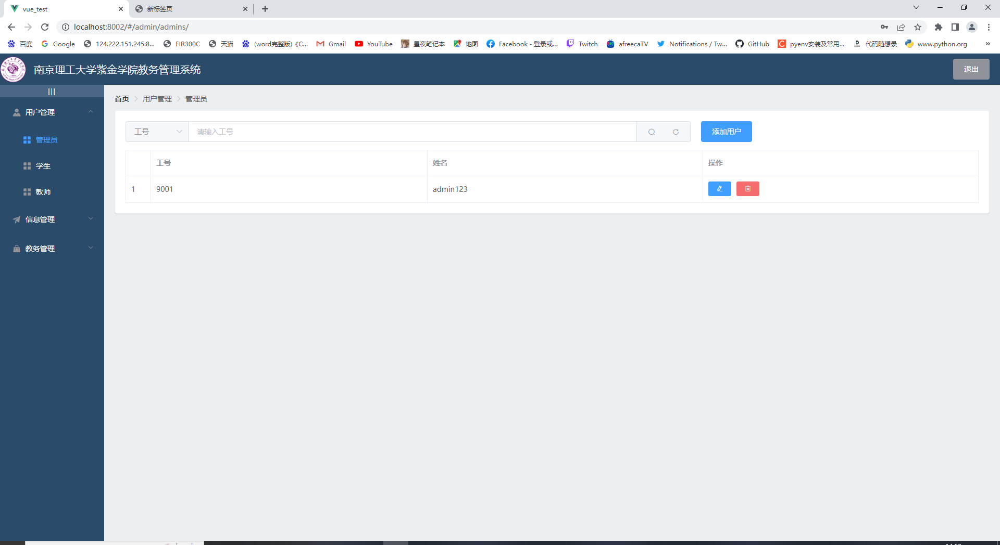 vue_test
新标签页
localhost:8002/#/admin/admins/
百度 Google 124.222.151.245:8... FIR300C 天猫 (word完整版)《C... Gmail YouTube 星夜笔记本 地图 Facebook - 登录或... Twitch afreecaTV Notifications / Tw... GitHub pyenv安装及常用... 代码随想录 www.python.org »
南京理工大学紫金学院教务管理系统
退出
|||
首页 用户管理 管理员
用户管理
管理员
学生
教师
信息管理
教务管理
工号 请输入工号 添加用户
工号 姓名 操作
1 9001 admin123